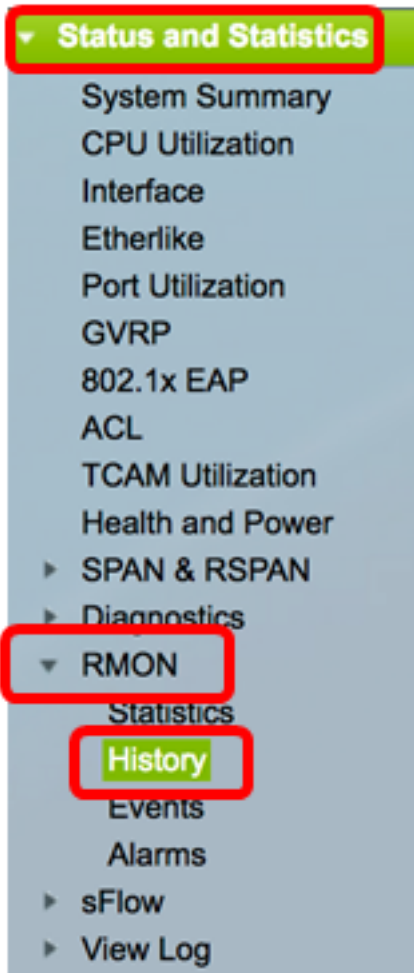 Status and Statistics
System Summary
CPU Utilization
Interface
Etherlike
Port Utilization
GVRP
802.1x EAP
ACL
TCAM Utilization
Health and Power
SPAN & RSPAN
Diagnostics
RMON
Statistics
History
Events
Alarms
sFlow
View Log